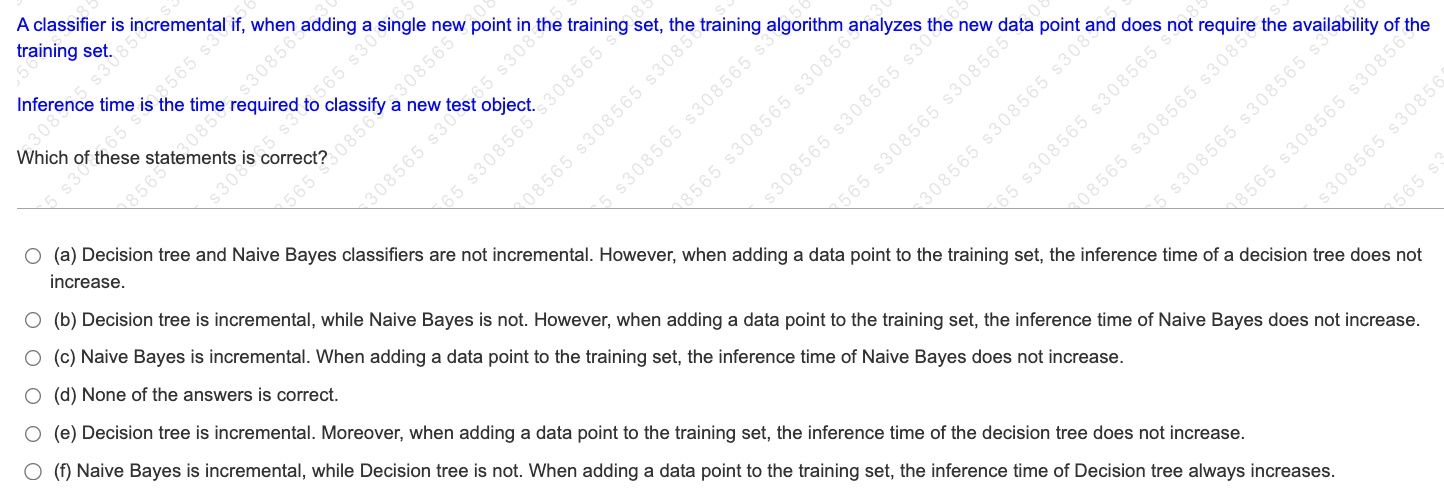 A classifier is incremental if, when adding a single new point in the training set, the training algorithm analyzes the new data point and does not require the availability of the
training set.
Inference time is the time required to classify a new test object.
Which of these statements is correct?
(a) Decision tree and Naive Bayes classifiers are not incremental. However, when adding a data point to the training set, the inference time of a decision tree does not
increase.
(b) Decision tree is incremental, while Naive Bayes is not. However, when adding a data point to the training set, the inference time of Naive Bayes does not increase.
(c) Naive Bayes is incremental. When adding a data point to the training set, the inference time of Naive Bayes does not increase.
(d) None of the answers is correct.
(e) Decision tree is incremental. Moreover, when adding a data point to the training set, the inference time of the decision tree does not increase.
(f) Naive Bayes is incremental, while Decision tree is not. When adding a data point to the training set, the inference time of Decision tree always increases.